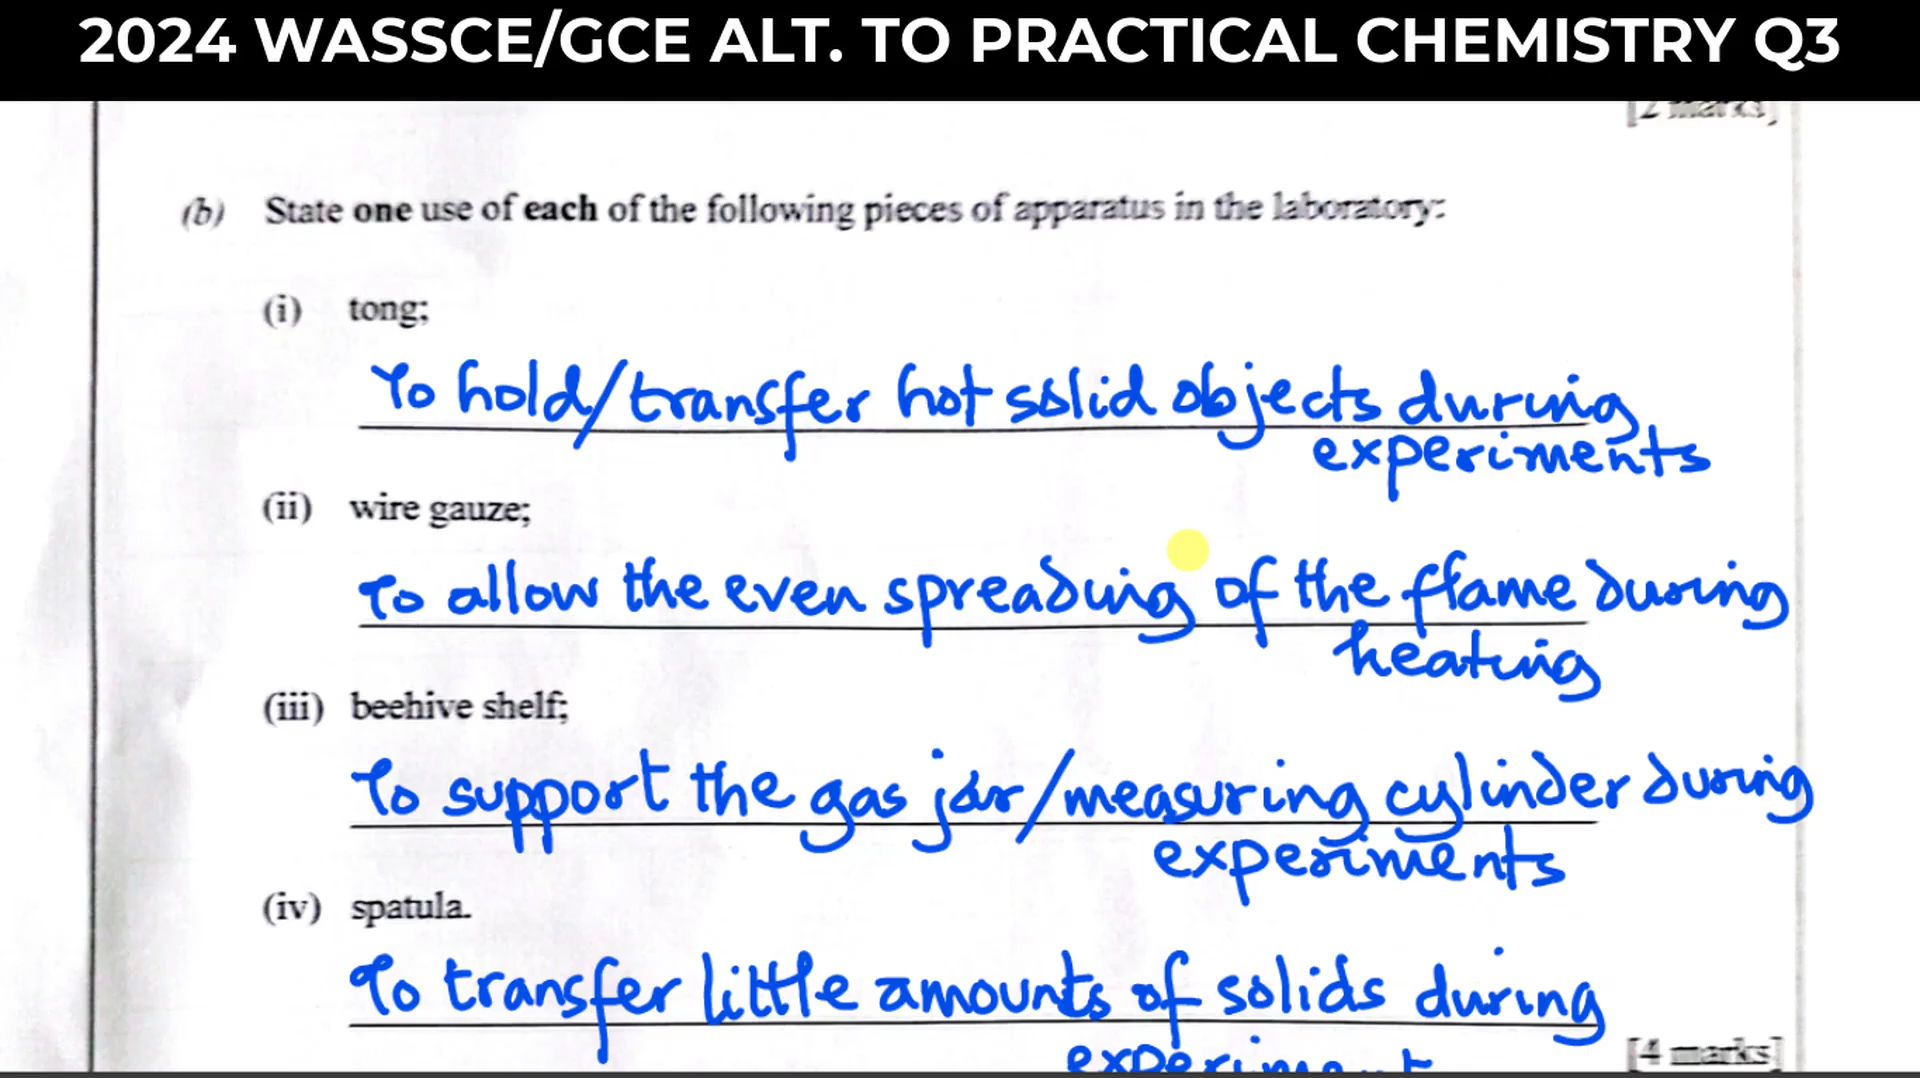 2024 WASSCE/GCE ALT. TO PRACTICAL CHEMISTRY Q3
[2 marks]
(b) State one use of each of the following pieces of apparatus in the laboratory:
(i) tong;
To hold/transfer hot solid objects during
experiments
(ii) wire gauze;
To allow the even spreading of the flame during
heating
(iii) beehive shelf;
To support the gas jar/measuring cylinder during
experiments
(iv) spatula.
To transfer little amounts of solids during
[4 marks]
experiment